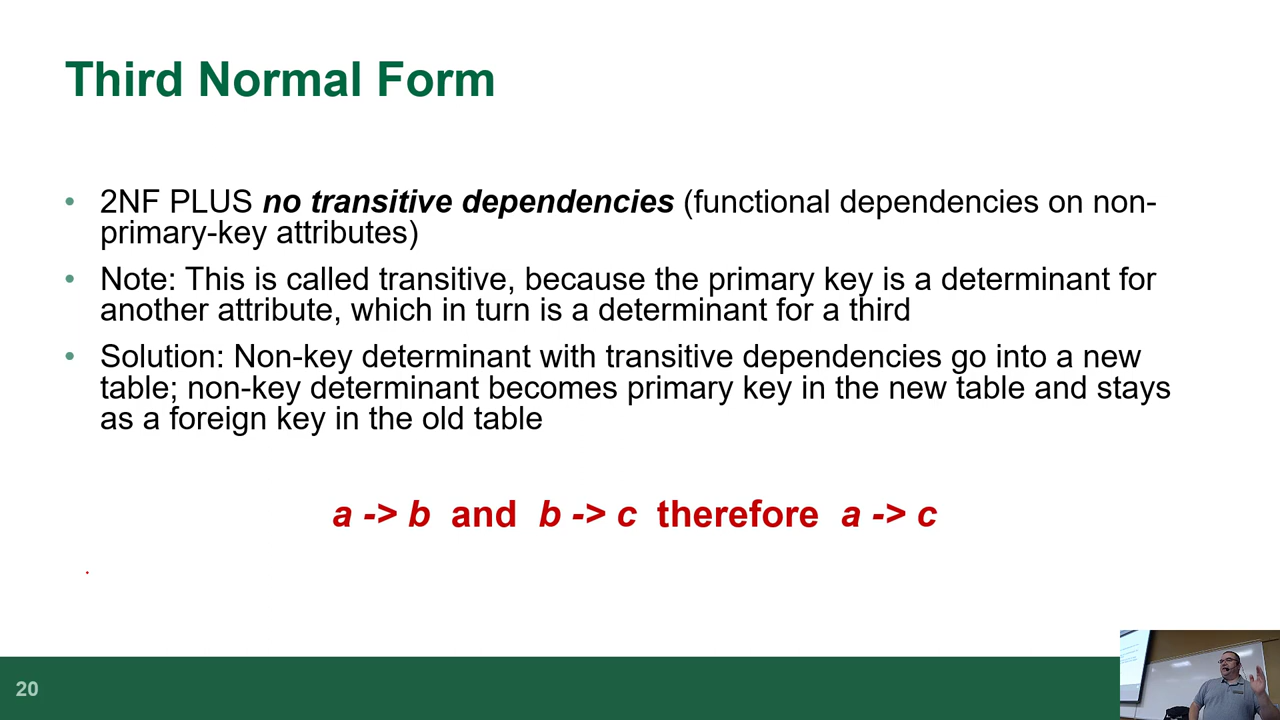 Third Normal Form
• 2NF PLUS no transitive dependencies (functional dependencies on non-
primary-key attributes)
• Note: This is called transitive, because the primary key is a determinant for
another attribute, which in turn is a determinant for a third
• Solution: Non-key determinant with transitive dependencies go into a new
table; non-key determinant becomes primary key in the new table and stays
as a foreign key in the old table
a -> b and b -> c therefore a -> c
20